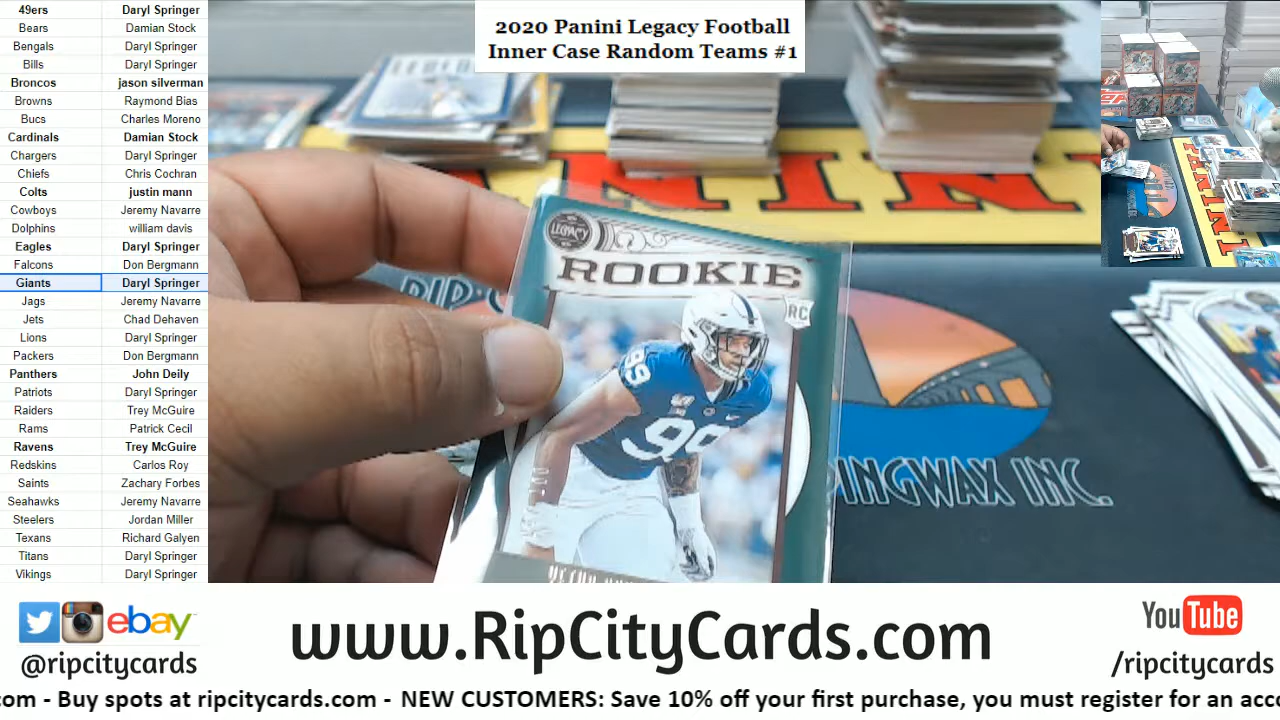 49ers Daryl Springer
Bears Damian Stock
Bengals Daryl Springer
Bills Daryl Springer
Broncos jason silverman
Browns Raymond Bias
Bucs Charles Moreno
Cardinals Damian Stock
Chargers Daryl Springer
Chiefs Chris Cochran
Colts justin mann
Cowboys Jeremy Navarre
Dolphins william davis
Eagles Daryl Springer
Falcons Don Bergmann
Giants Daryl Springer
Jags Jeremy Navarre
Jets Chad Dehaven
Lions Daryl Springer
Packers Don Bergmann
Panthers John Deily
Patriots Daryl Springer
Raiders Trey McGuire
Rams Patrick Cecil
Ravens Trey McGuire
Redskins Carlos Roy
Saints Zachary Forbes
Seahawks Jeremy Navarre
Steelers Jordan Miller
Texans Richard Galyen
Titans Daryl Springer
Vikings Daryl Springer
2020 Panini Legacy Football
Inner Case Random Teams #1
LEGACY
ROOKIE
RC
99
99
INGWAX INC.
ebay
@ripcitycards
www.RipCityCards.com
YouTube
/ripcitycards
com - Buy spots at ripcitycards.com - NEW CUSTOMERS: Save 10% off your first purchase, you must register for an acco